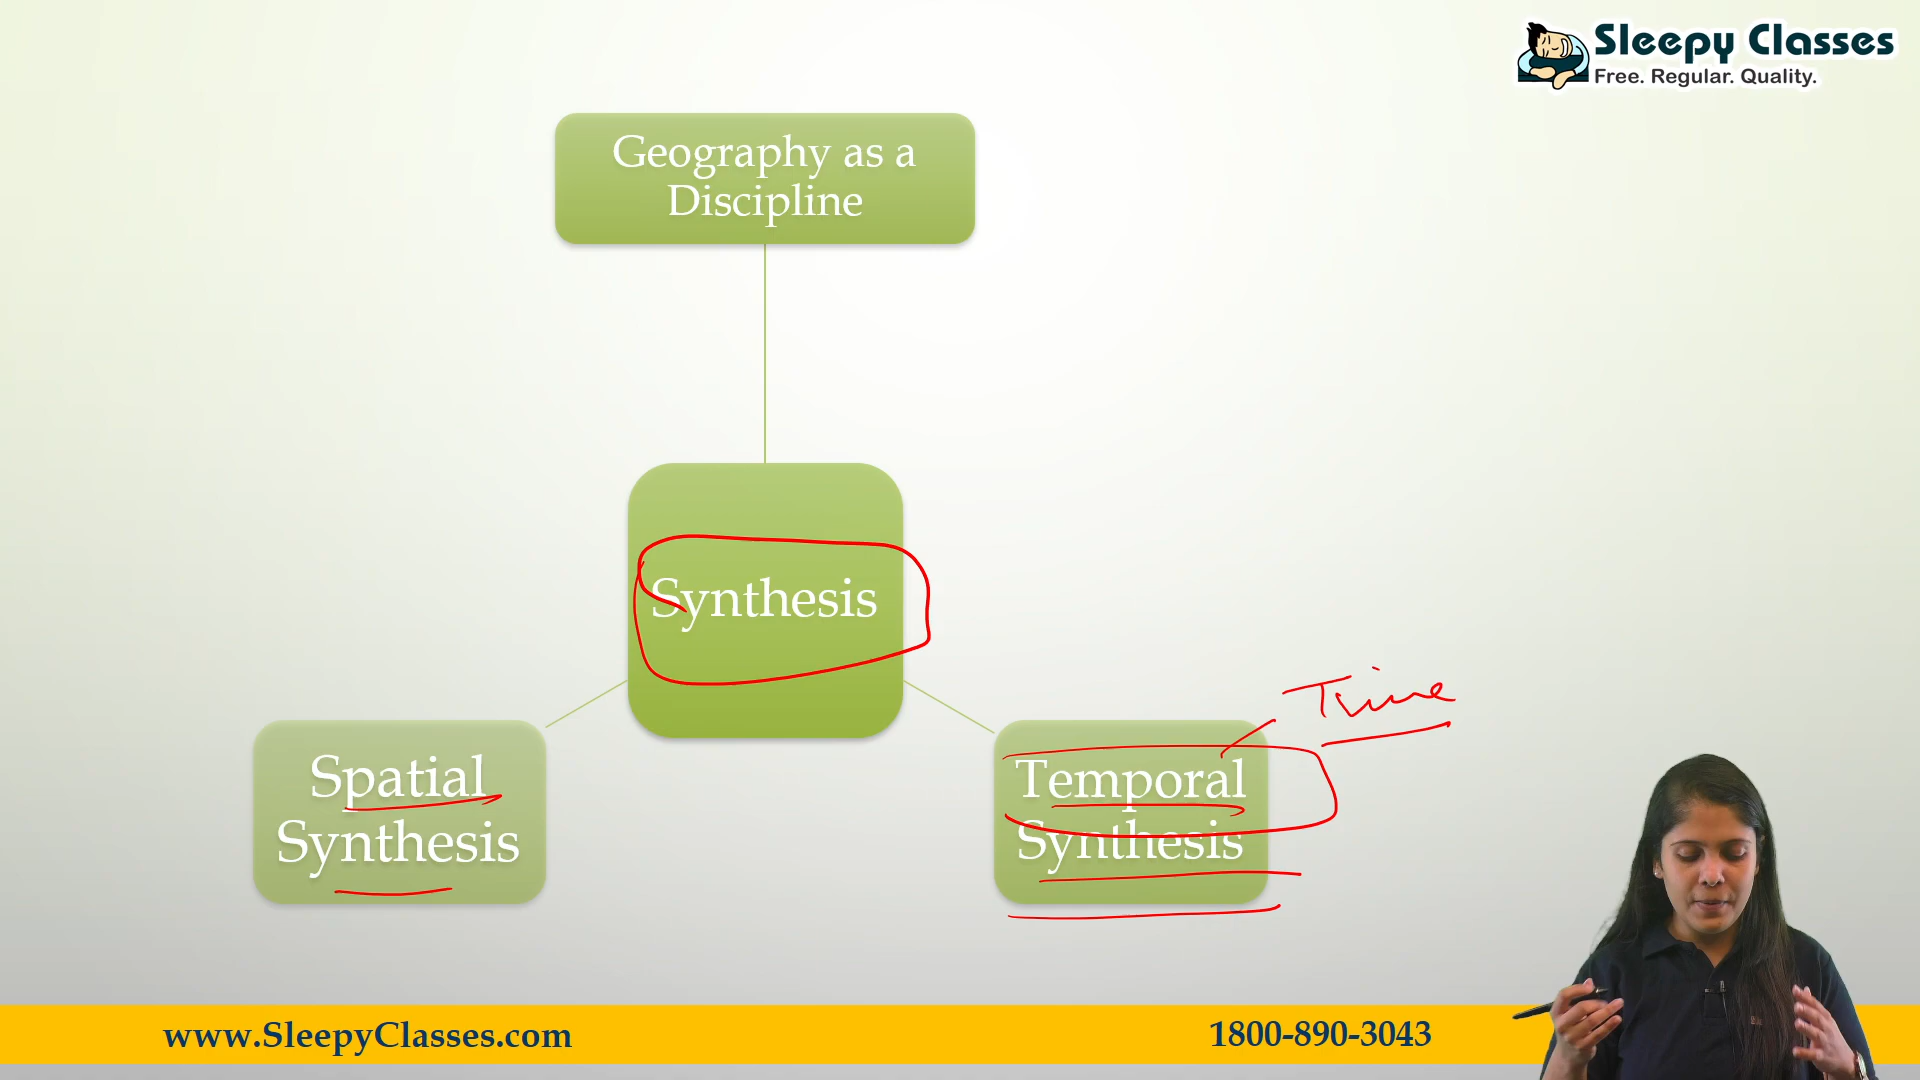 Sleepy Classes
Free. Regular. Quality.
Geography as a
Discipline
Synthesis
Time
Spatial
Synthesis
Temporal
Synthesis
www.SleepyClasses.com
1800-890-3043